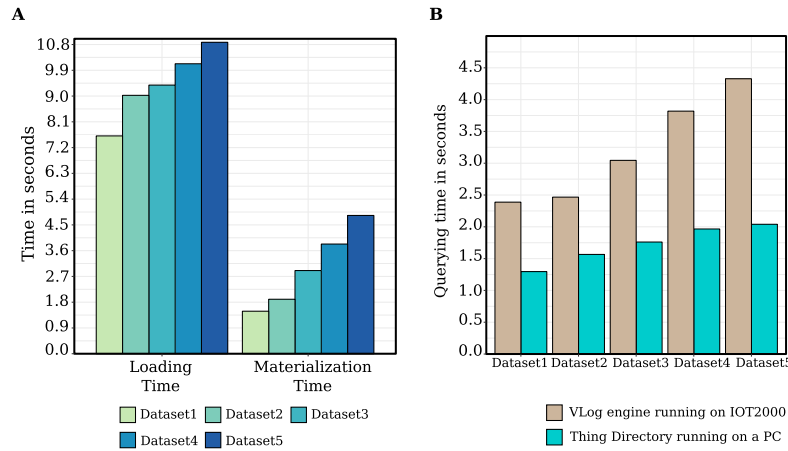 A
Time in seconds
10.8
9.9
9.0
8.1
7.2
6.3
5.4
4.5
3.6
2.7
1.8
0.9
0.0
Loading Time
Materialization Time
Dataset1 Dataset2 Dataset3
Dataset4 Dataset5
B
Querying time in seconds
4.5
4.0
3.5
3.0
2.5
2.0
1.5
1.0
0.5
0.0
Dataset1 Dataset2 Dataset3 Dataset4 Dataset5
VLog engine running on IOT2000
Thing Directory running on a PC